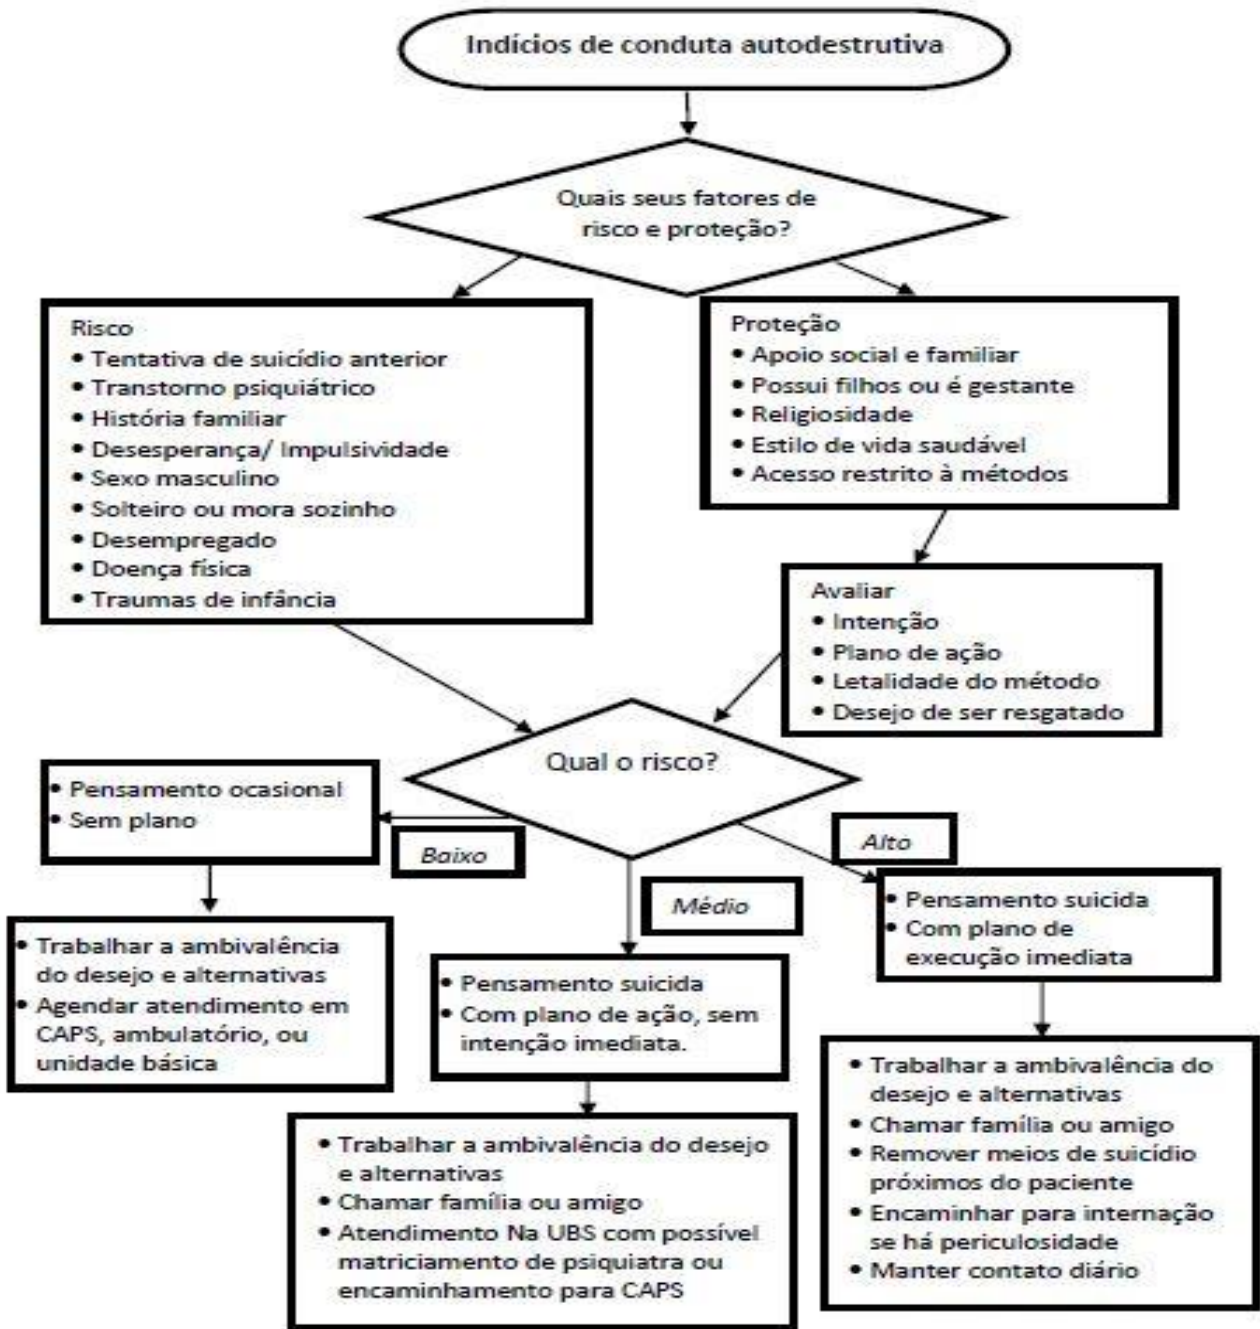 Indícios de conduta autodestrutiva
Quais seus fatores de
risco e proteção?
Risco
• Tentativa de suicídio anterior
• Transtorno psiquiátrico
• História familiar
• Desesperança/ Impulsividade
• Sexo masculino
• Solteiro ou mora sozinho
• Desempregado
• Doença física
• Traumas de infância
Proteção
• Apoio social e familiar
• Possui filhos ou é gestante
• Religiosidade
• Estilo de vida saudável
• Acesso restrito à métodos
Avaliar
• Intenção
• Plano de ação
• Letalidade do método
• Desejo de ser resgatado
Qual o risco?
Baixo
• Pensamento ocasional
• Sem plano
• Trabalhar a ambivalência
do desejo e alternativas
• Agendar atendimento em
CAPS, ambulatório, ou
unidade básica
Médio
• Pensamento suicida
• Com plano de ação, sem
intenção imediata.
• Trabalhar a ambivalência do desejo
e alternativas
• Chamar família ou amigo
• Atendimento Na UBS com possível
matriciamento de psiquiatra ou
encaminhamento para CAPS
Alto
• Pensamento suicida
• Com plano de
execução imediata
• Trabalhar a ambivalência do
desejo e alternativas
• Chamar família ou amigo
• Remover meios de suicídio
próximos do paciente
• Encaminhar para internação
se há periculosidade
• Manter contato diário